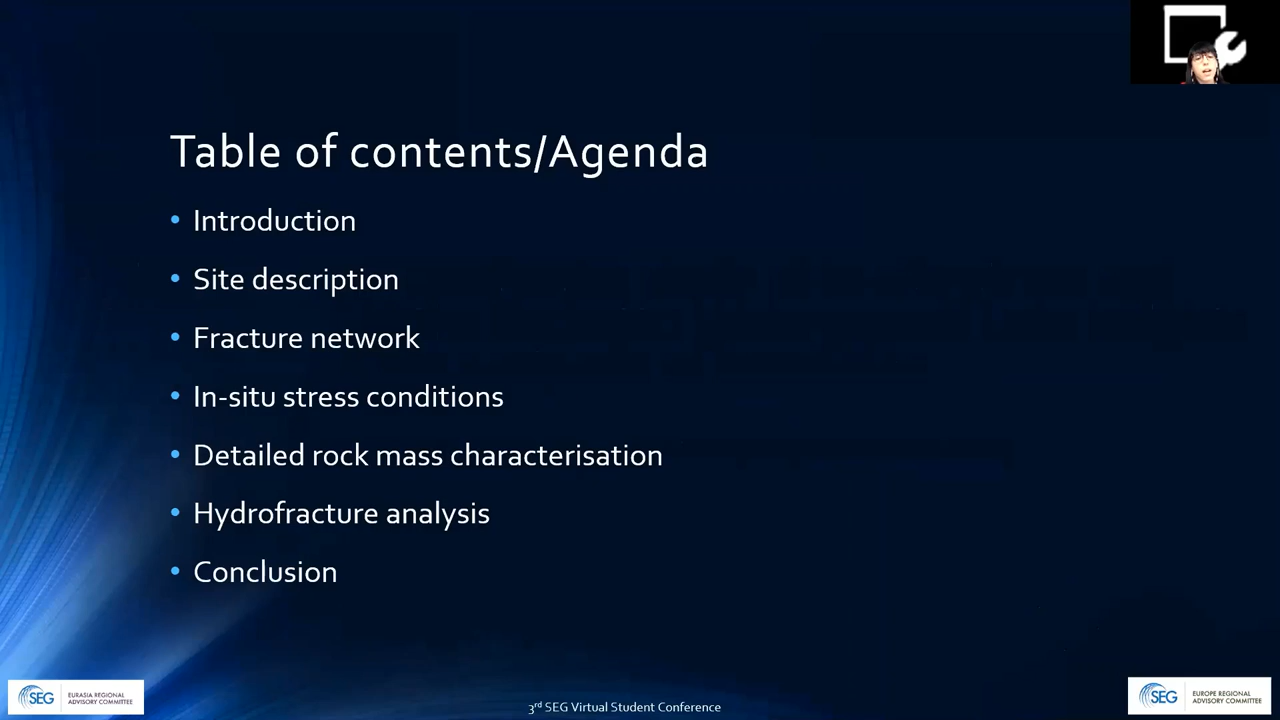 Table of contents/Agenda
• Introduction
• Site description
• Fracture network
• In-situ stress conditions
• Detailed rock mass characterisation
• Hydrofracture analysis
• Conclusion
SEG EURASIA REGIONAL
ADVISORY COMMITTEE
3rd SEG Virtual Student Conference
SEG EUROPE REGIONAL
ADVISORY COMMITTEE